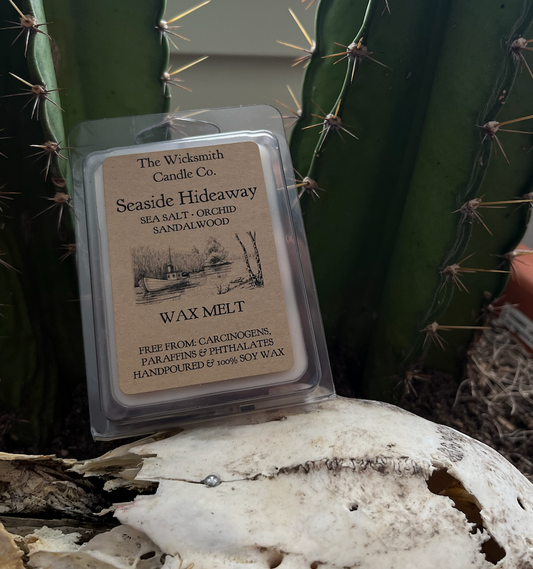 The Wicksmith
Candle Co.
Seaside Hideaway
SEA SALT · ORCHID
SANDALWOOD
WAX MELT
FREE FROM: CARCINOGENS,
PARAFFINS & PHTHALATES
HANDPOURED & 100% SOY WAX